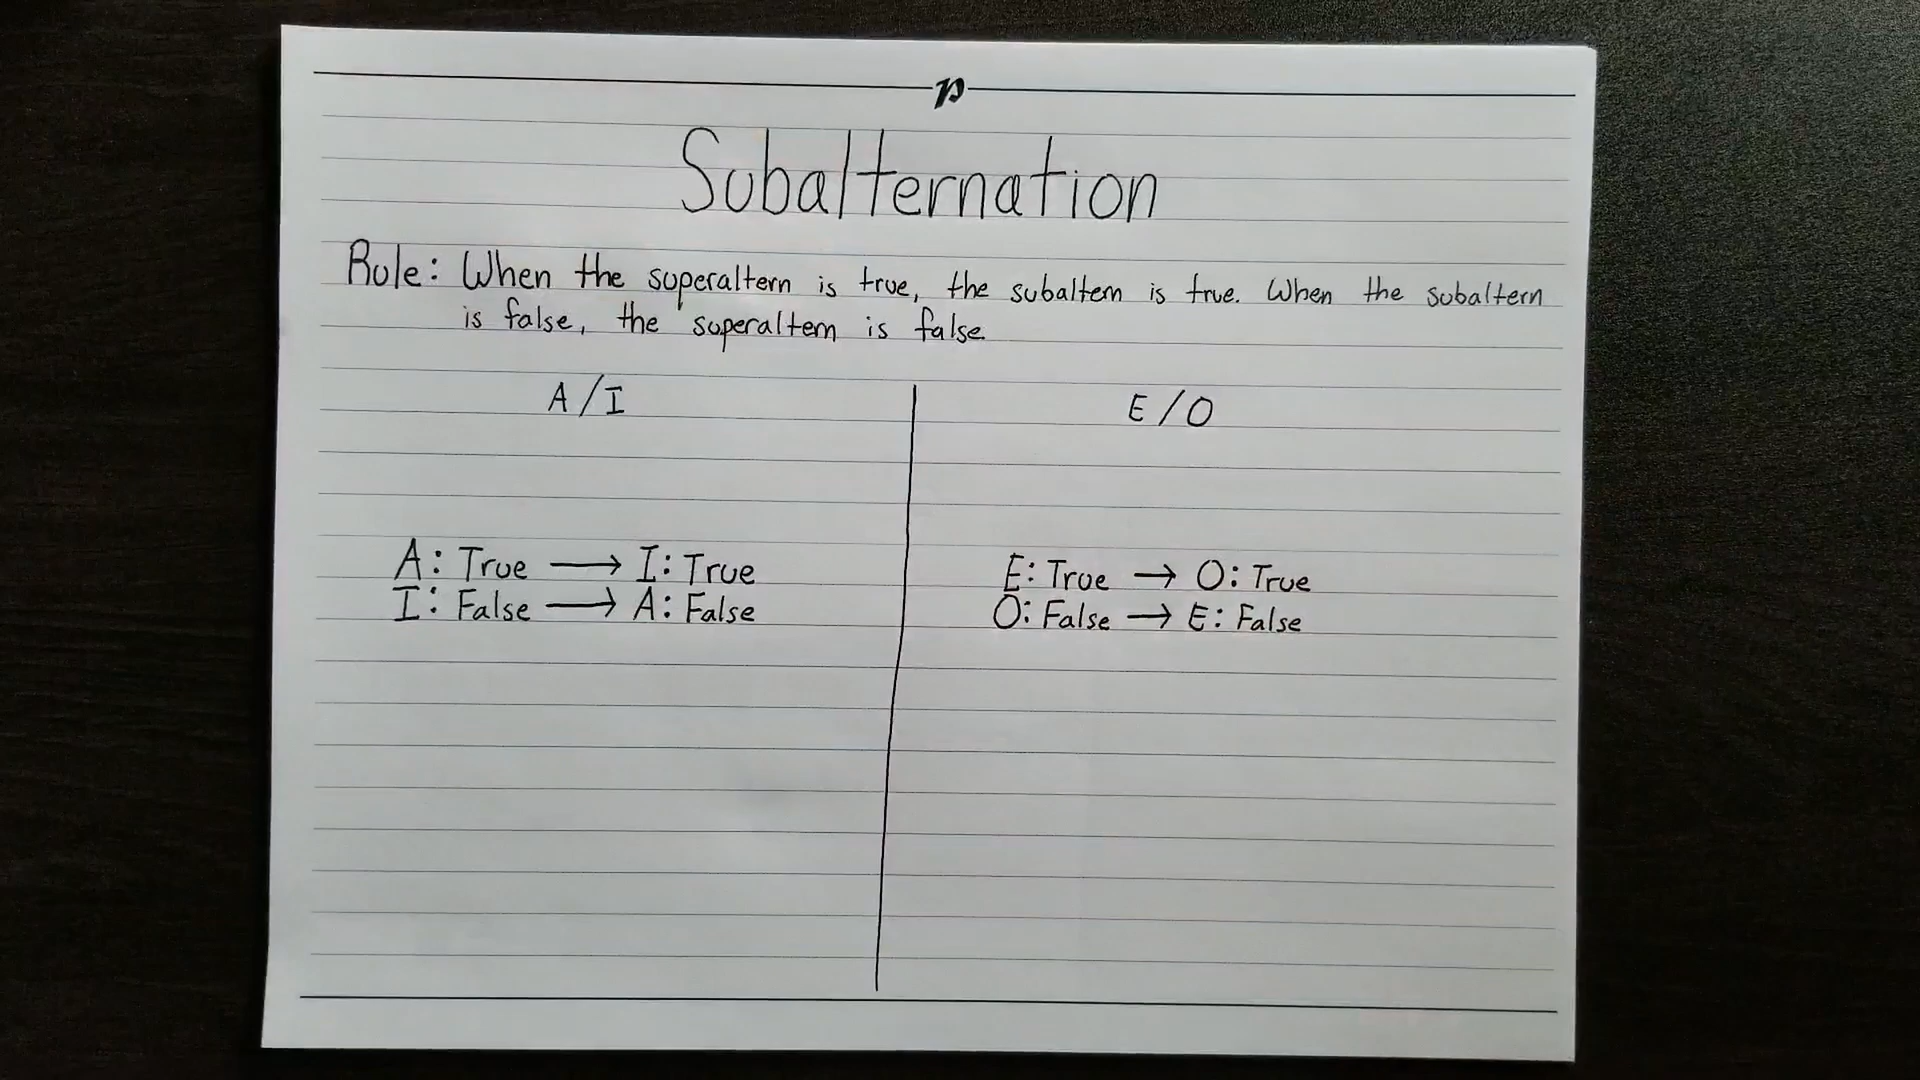 p
Subalternation
Rule: When the superaltern is true, the subaltern is true. When the subaltern
is false, the superaltern is false.
A/I
E/O
A: True → I: True
I: False → A: False
E: True → O: True
O: False → E: False